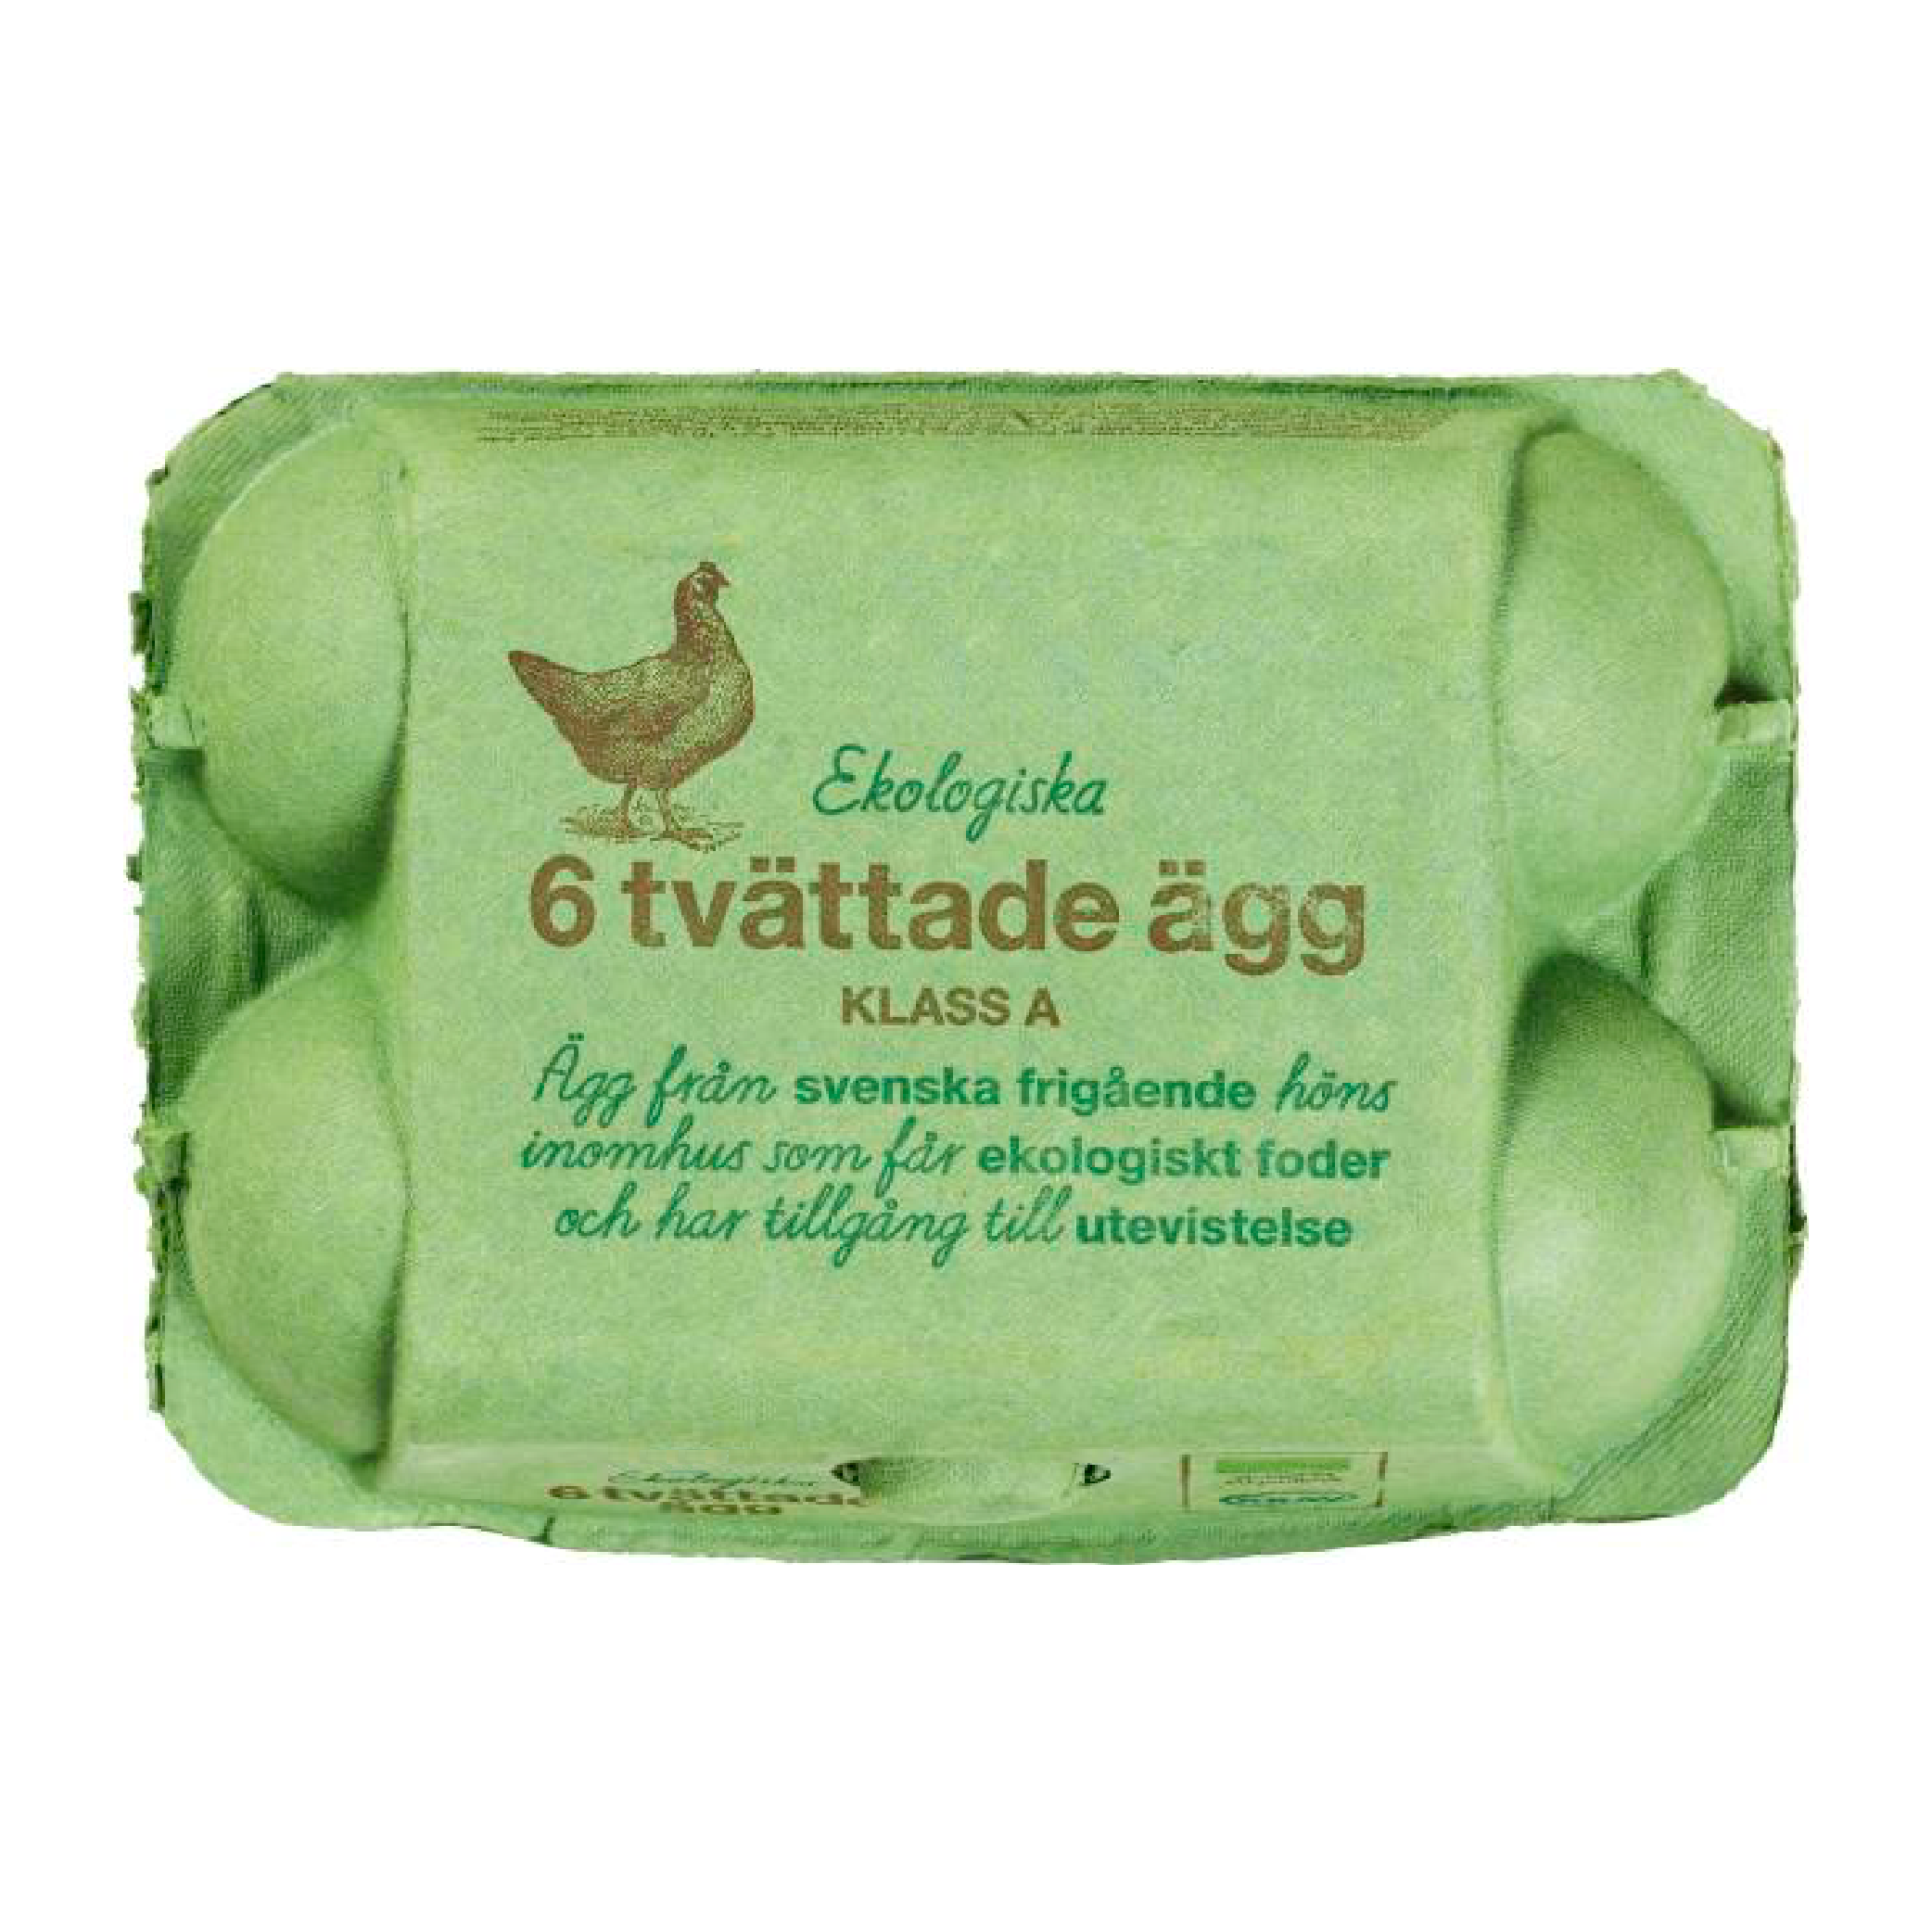 Ekologiska
6 tvättade ägg
KLASS A
Ägg från svenska frigående höns
inomhus som får ekologiskt foder
och har tillgång till utevistelse
Ekologiska
6 tvättade
ägg